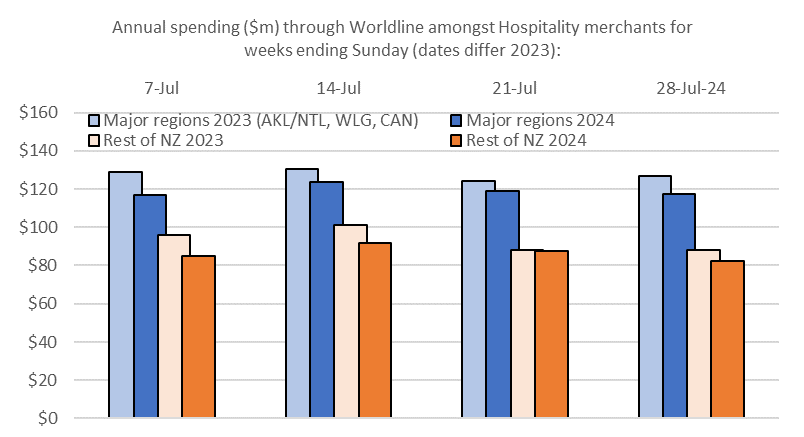 Annual spending ($m) through Worldline amongst Hospitality merchants for
weeks ending Sunday (dates differ 2023):
7-Jul 14-Jul 21-Jul 28-Jul-24
$160
Major regions 2023 (AKL/NTL, WLG, CAN) Major regions 2024
Rest of NZ 2023 Rest of NZ 2024
$140
$120
$100
$80
$60
$40
$20
$0